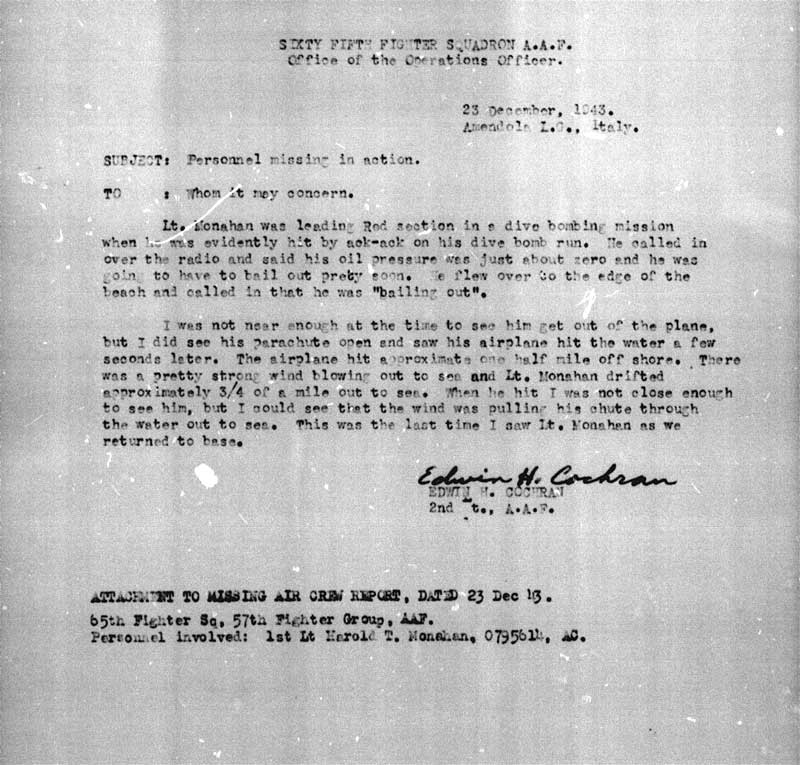 SIXTY FIFTH FIGHTER SQUADRON A.A.F.
Office of the Operations Officer.
23 December, 1943.
Amendola L.G., Italy.
SUBJECT: Personnel missing in action.
TO : Whom it may concern.
Lt. Monahan was leading Red section in a dive bombing mission
when he was evidently hit by ack-ack on his dive bomb run. He called in
over the radio and said his oil pressure was just about zero and he was
going to have to bail out prety soon. He flew over to the edge of the
beach and called in that he was "bailing out".
I was not near enough at the time to see him get out of the plane,
but I did see his parachute open and saw his airplane hit the water a few
seconds later. The airplane hit approximate one half mile off shore. There
was a pretty strong wind blowing out to sea and Lt. Monahan drifted
approximately 3/4 of a mile out to sea. When he hit I was not close enough
to see him, but I could see that the wind was pulling his chute through
the water out to sea. This was the last time I saw Lt. Monahan as we
returned to base.
Edwin H. Cochran
EDWIN H. COCHRAN
2nd Lt., A.A.F.
ATTACHMENT TO MISSING AIR CREW REPORT, DATED 23 Dec 43.
65th Fighter Sq, 57th Fighter Group, AAF.
Personnel involved: 1st Lt Harold T. Monahan, 0795614, AC.